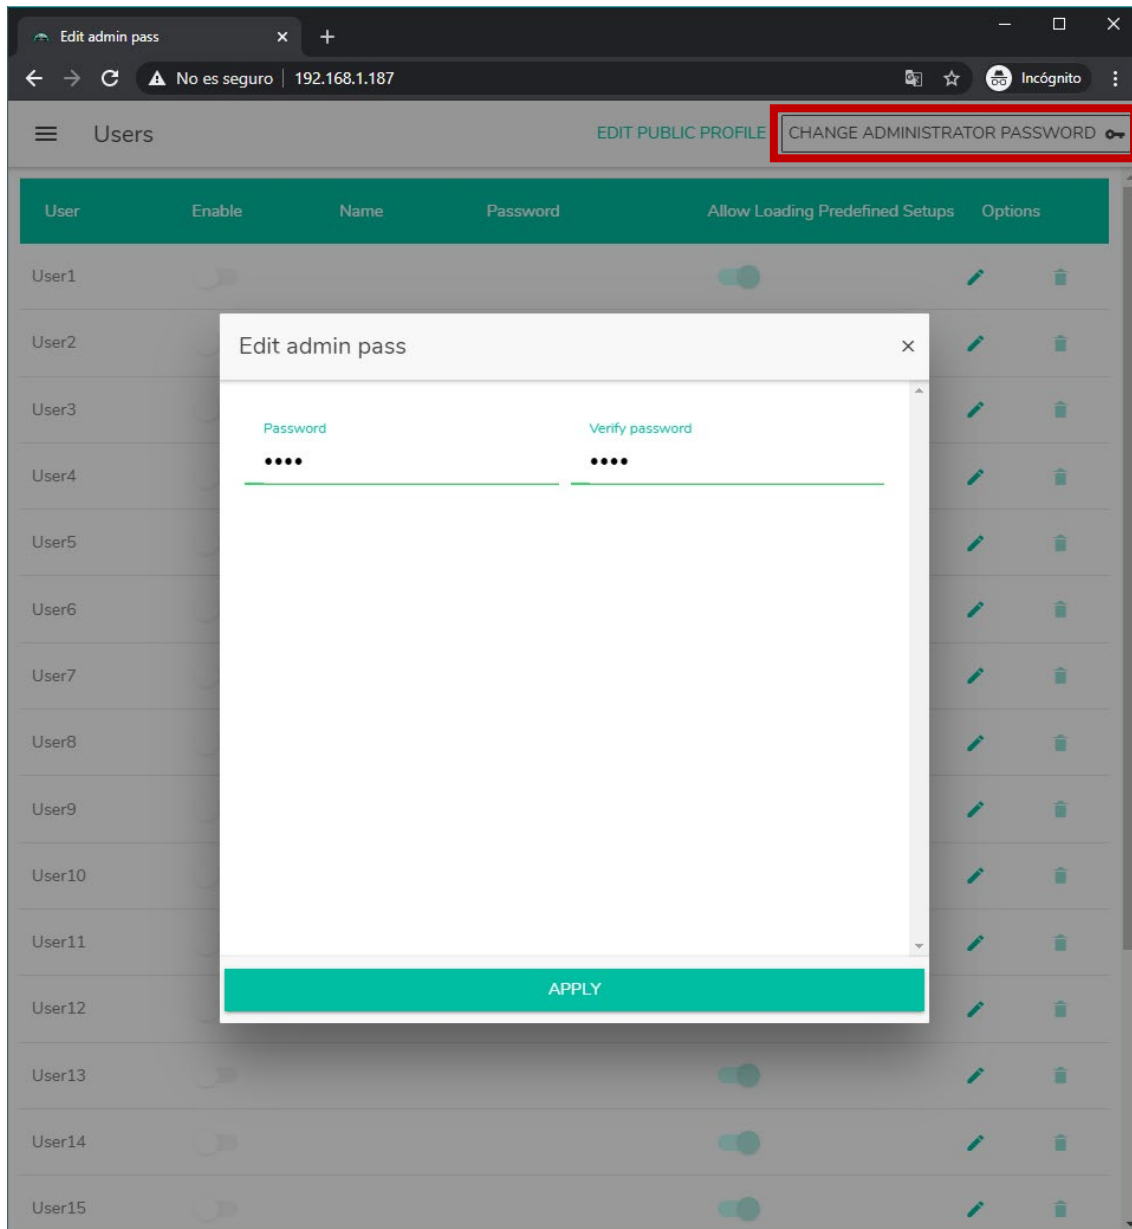 Edit admin pass
No es seguro 192.168.1.187 Incógnito
Users EDIT PUBLIC PROFILE CHANGE ADMINISTRATOR PASSWORD
User Enable Name Password Allow Loading Predefined Setups Options
User1
User2
Edit admin pass
User3
Password Verify password
•••• ••••
User4
User5
User6
User7
User8
User9
User10
User11
APPLY
User12
User13
User14
User15